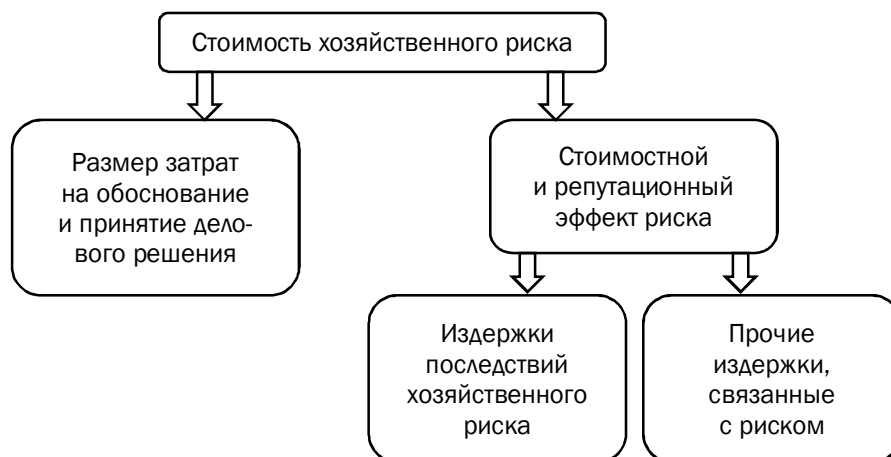 Стоимость хозяйственного риска
Размер затрат
на обоснование
и принятие дело-
вого решения
Стоимостной
и репутационный
эффект риска
Издержки
последствий
хозяйственного
риска
Прочие
издержки,
связанные
с риском